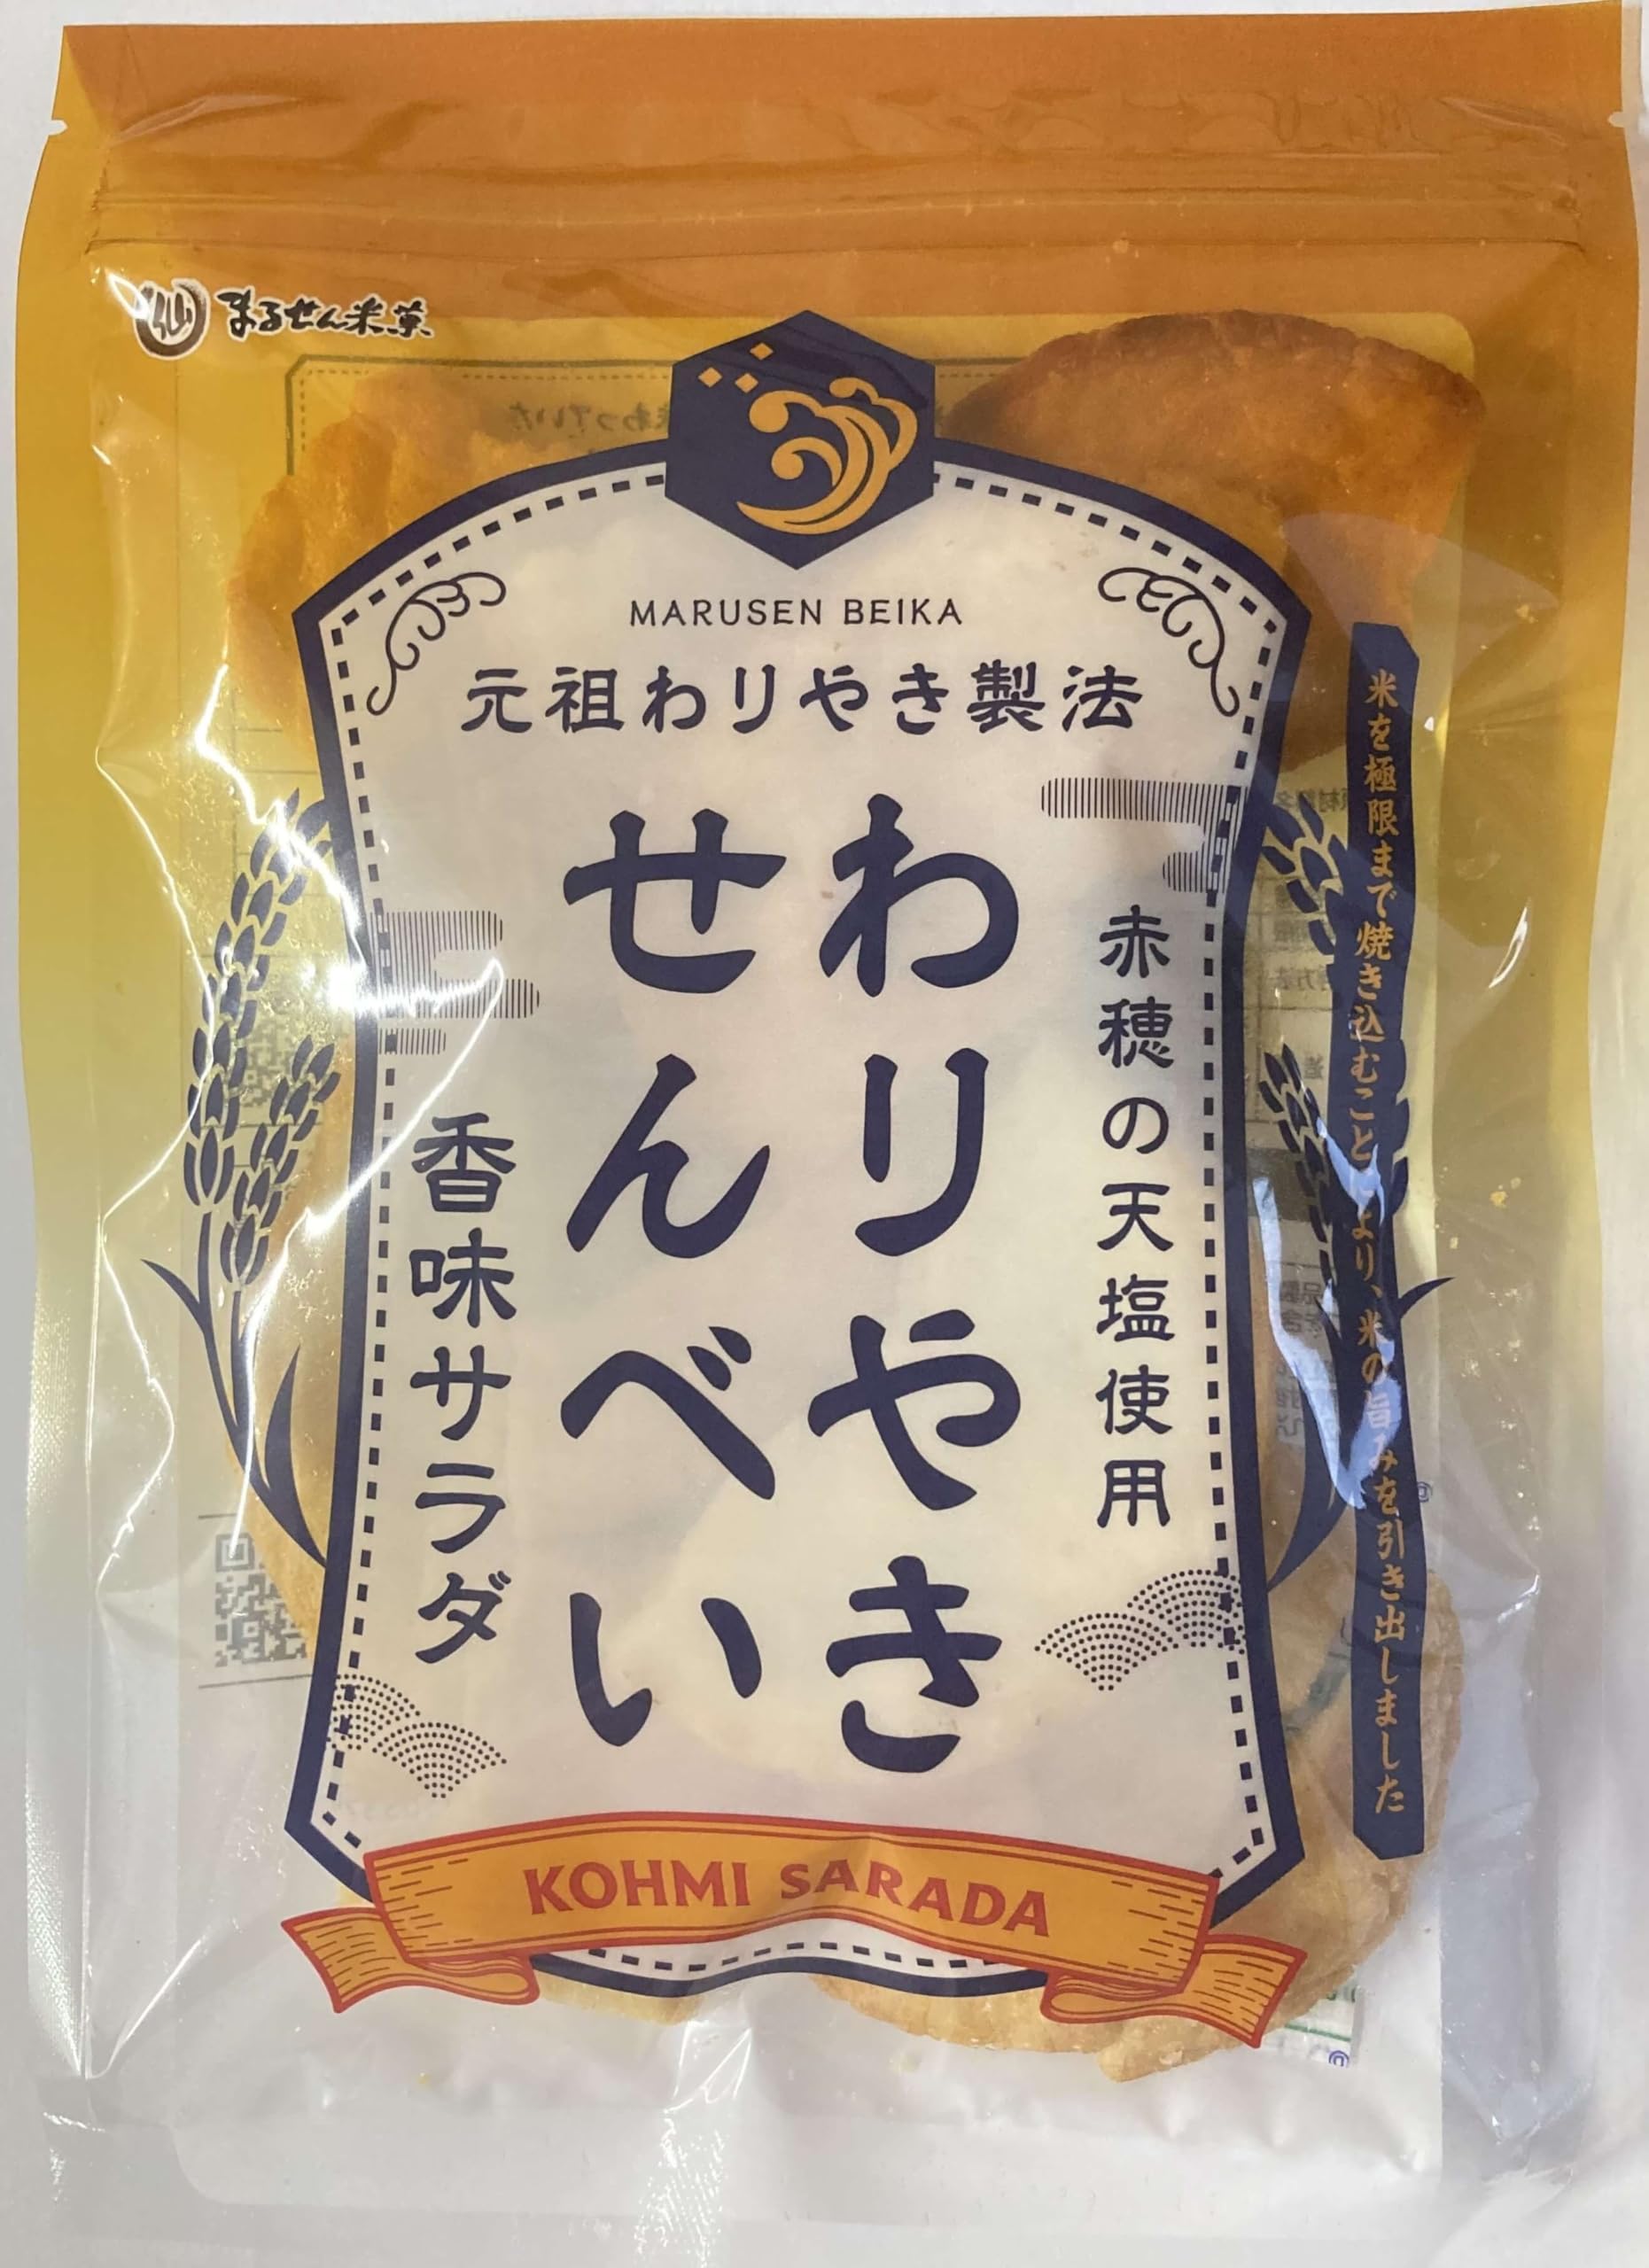 まるせん米菓
MARUSEN BEIKA
元祖わりやき製法
赤穂の天塩使用
わりやき
せんべい
香味サラダ
米を極限まで焼き込むことにより、米の旨みを引き出しました
KOHMI SARADA